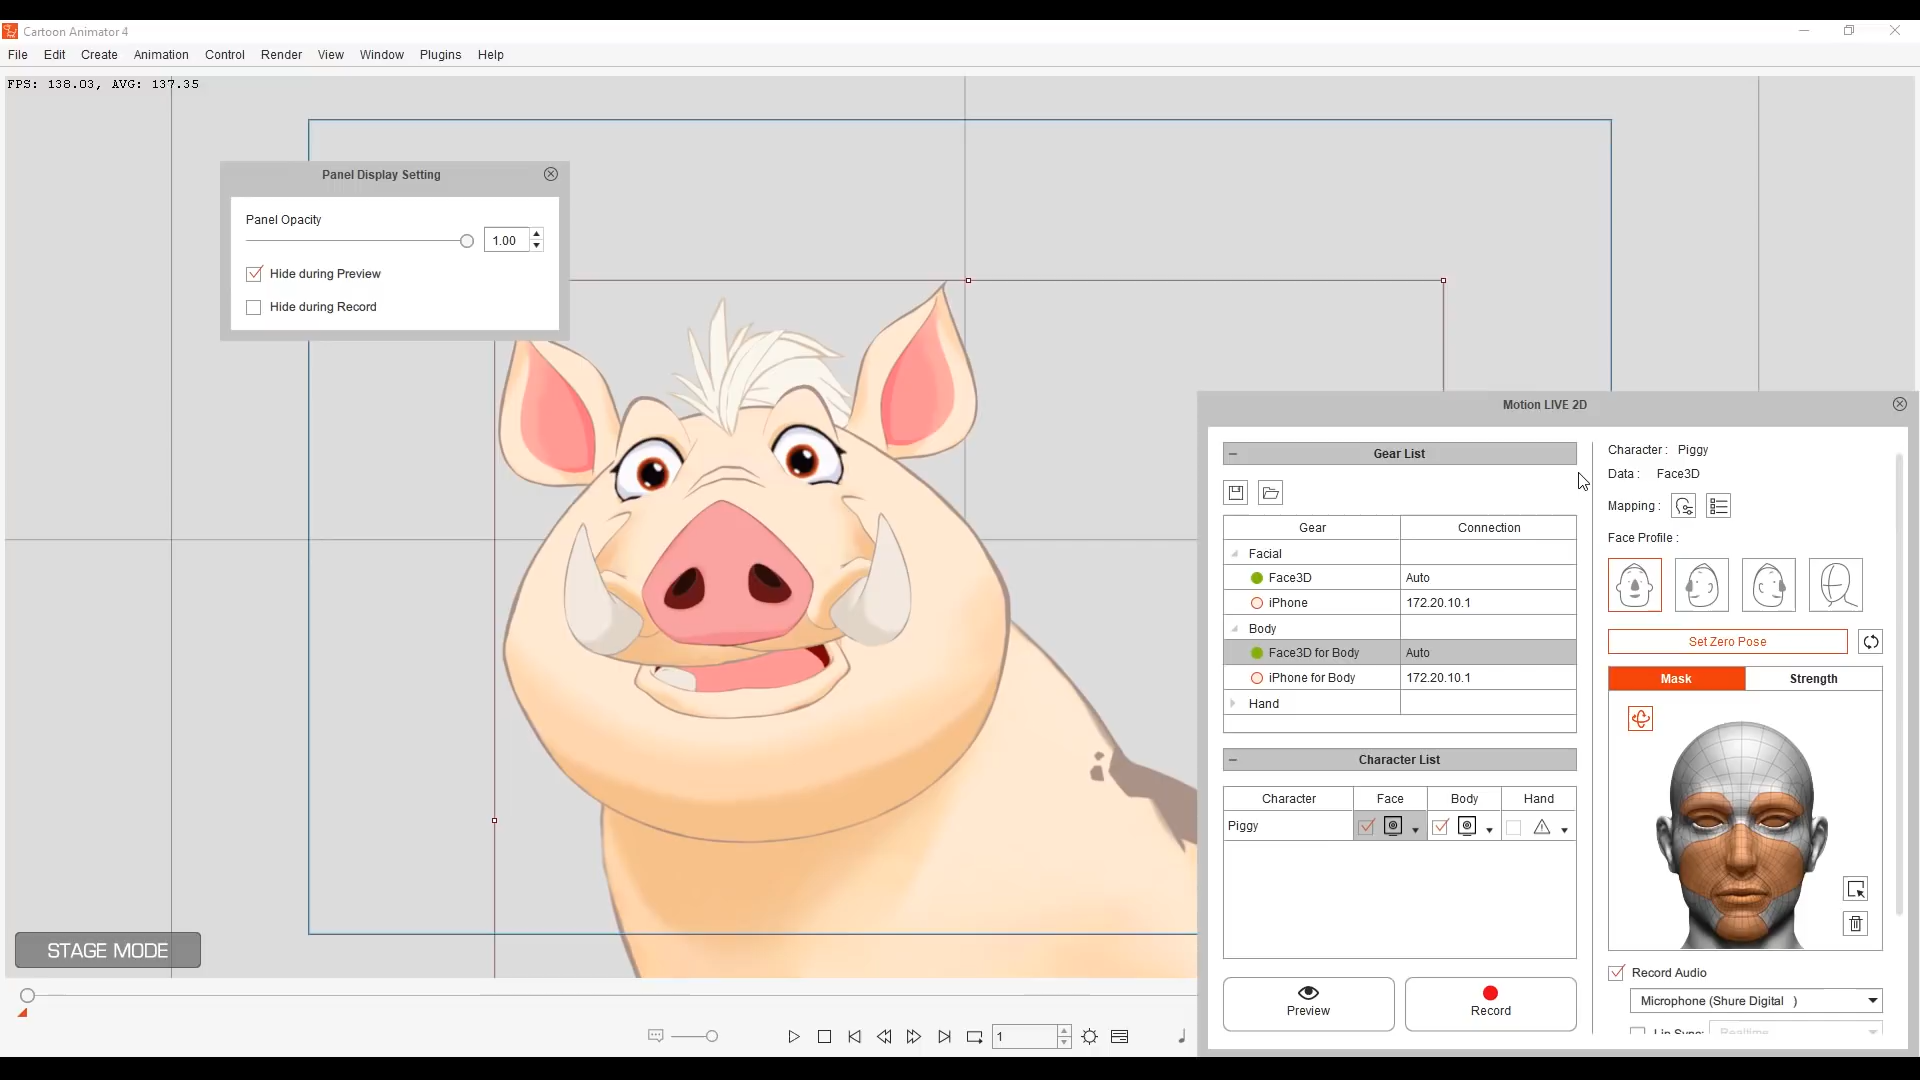 Cartoon Animator 4
File Edit Create Animation Control Render View Window Plugins Help
FPS: 138.03, AVG: 137.35
Panel Display Setting
Panel Opacity
1.00
Hide during Preview
Hide during Record
Motion LIVE 2D
Gear List
Gear Connection
Facial
Face3D Auto
iPhone 172.20.10.1
Body
Face3D for Body Auto
iPhone for Body 172.20.10.1
Hand
Character List
Character Face Body Hand
Piggy
Preview
Record
Character : Piggy
Data : Face3D
Mapping :
Face Profile :
Set Zero Pose
Mask Strength
Record Audio
Microphone (Shure Digital )
Lip Sync: Realtime
STAGE MODE
1